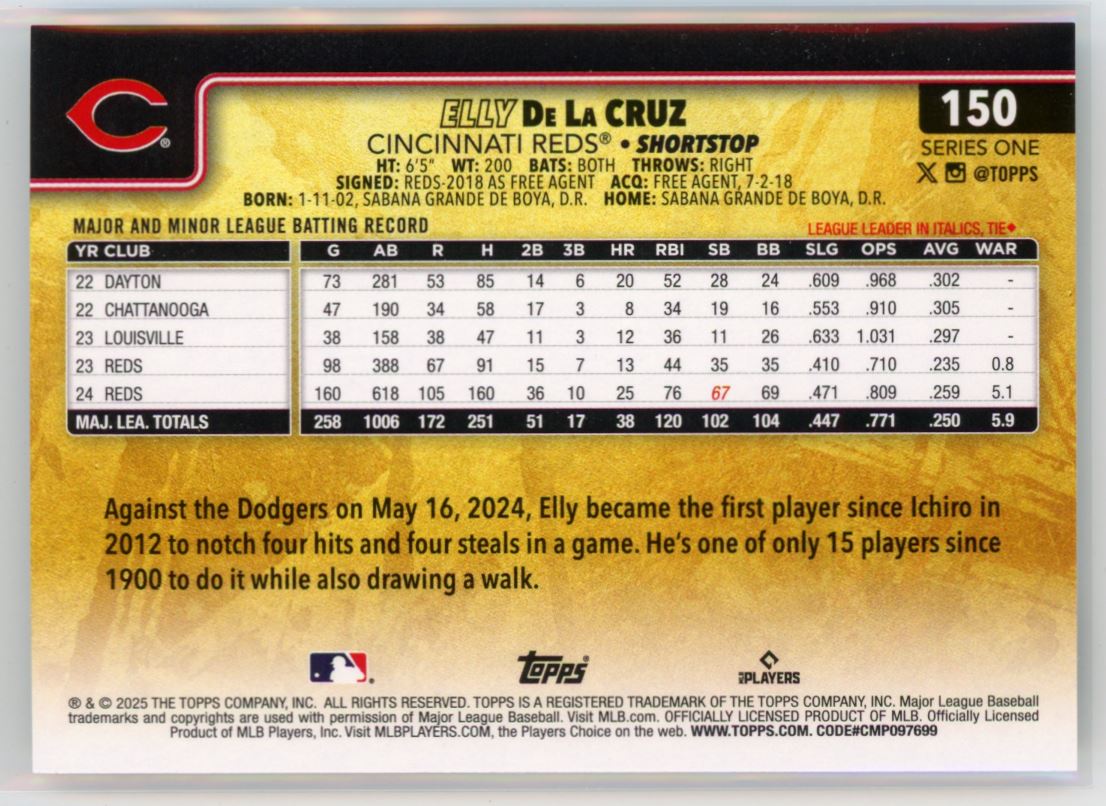 ELLY DE LA CRUZ
150
CINCINNATI REDS® • SHORTSTOP
SERIES ONE
HT: 6'5" WT: 200 BATS: BOTH THROWS: RIGHT
@TOPPS
SIGNED: REDS-2018 AS FREE AGENT ACQ: FREE AGENT, 7-2-18
BORN: 1-11-02, SABANA GRANDE DE BOYA, D.R. HOME: SABANA GRANDE DE BOYA, D.R.
MAJOR AND MINOR LEAGUE BATTING RECORD
LEAGUE LEADER IN ITALICS, TIE◆
YR CLUB G AB R H 2B 3B HR RBI SB BB SLG OPS AVG WAR
22 DAYTON 73 281 53 85 14 6 20 52 28 24 .609 .968 .302 -
22 CHATTANOOGA 47 190 34 58 17 3 8 34 19 16 .553 .910 .305 -
23 LOUISVILLE 38 158 38 47 11 3 12 36 11 26 .633 1.031 .297 -
23 REDS 98 388 67 91 15 7 13 44 35 35 .410 .710 .235 0.8
24 REDS 160 618 105 160 36 10 25 76 67 69 .471 .809 .259 5.1
MAJ. LEA. TOTALS 258 1006 172 251 51 17 38 120 102 104 .447 .771 .250 5.9
Against the Dodgers on May 16, 2024, Elly became the first player since Ichiro in
2012 to notch four hits and four steals in a game. He's one of only 15 players since
1900 to do it while also drawing a walk.
Topps®
MLB PLAYERS
® & © 2025 THE TOPPS COMPANY, INC. ALL RIGHTS RESERVED. TOPPS IS A REGISTERED TRADEMARK OF THE TOPPS COMPANY, INC. Major League Baseball
trademarks and copyrights are used with permission of Major League Baseball. Visit MLB.com. OFFICIALLY LICENSED PRODUCT OF MLB. Officially Licensed
Product of MLB Players, Inc. Visit MLBPLAYERS.COM, the Players Choice on the web. WWW.TOPPS.COM. CODE#CMP097699